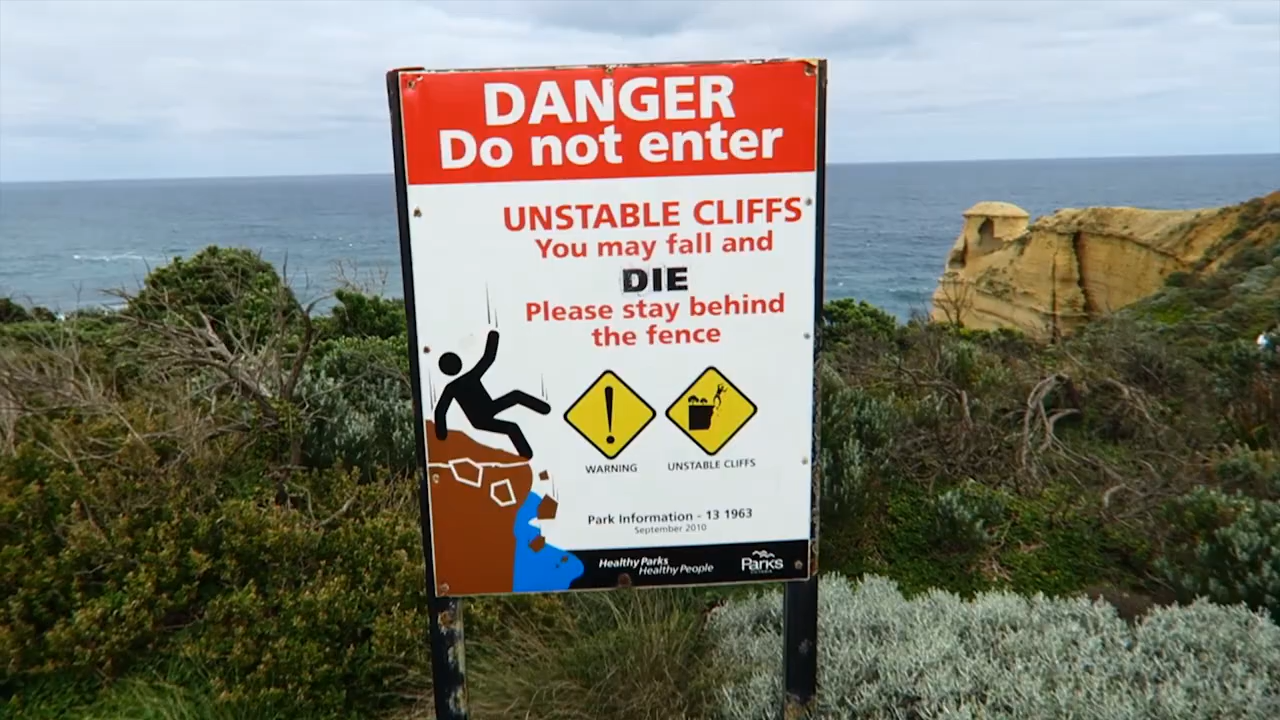 DANGER
Do not enter
UNSTABLE CLIFFS
You may fall and
DIE
Please stay behind
the fence
WARNING
UNSTABLE CLIFFS
Park Information - 13 1963
September 2010
Healthy Parks
Healthy People
Parks
VICTORIA